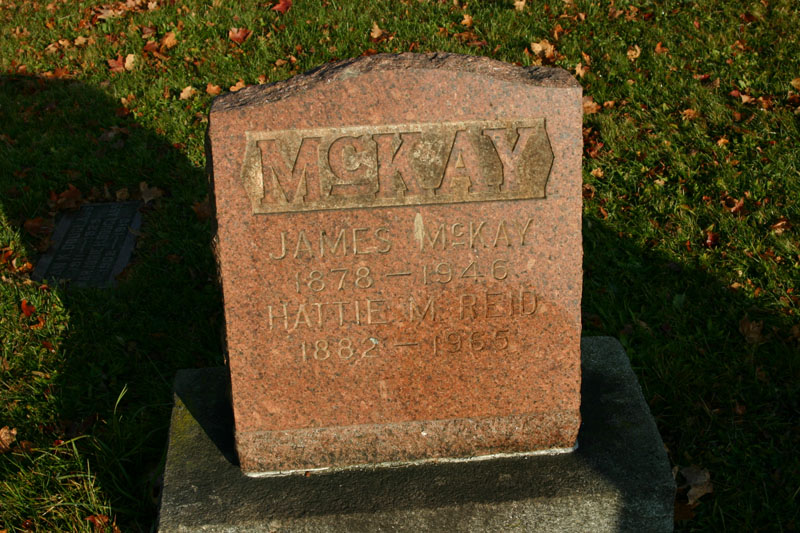 McKAY
JAMES McKAY
1878 — 1946
HATTIE M. REID
1882 — 1965